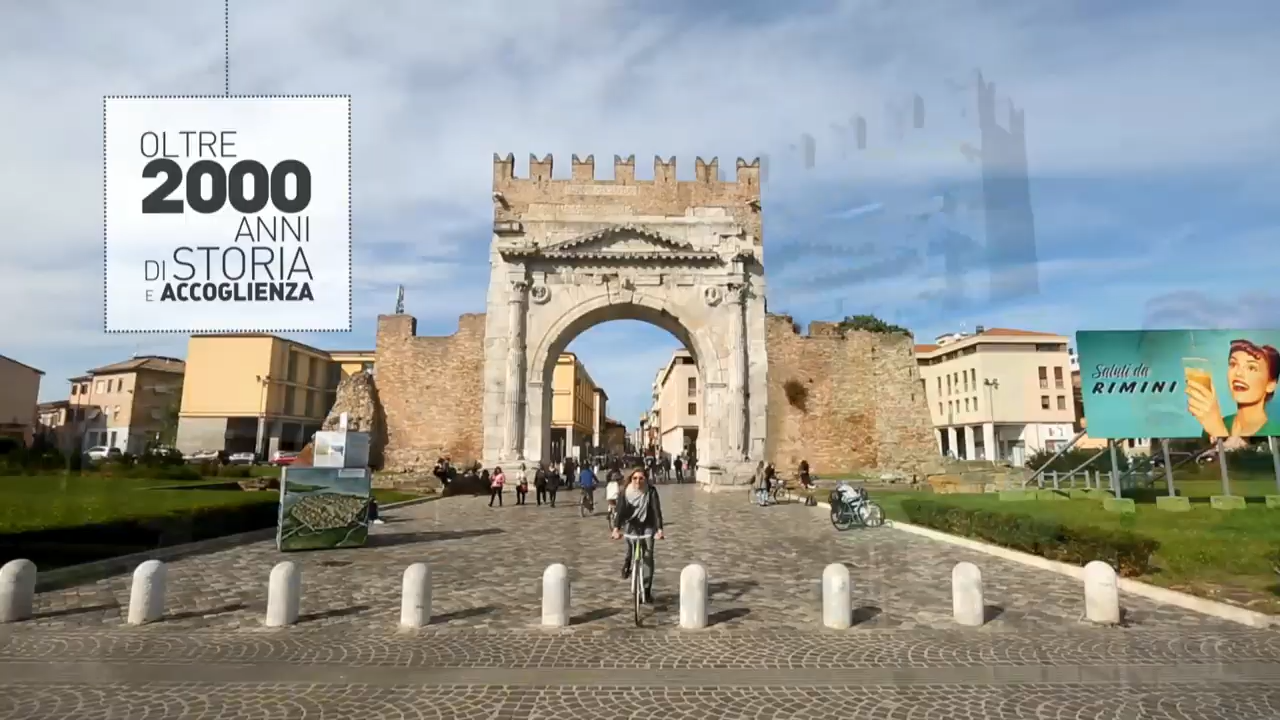 OLTRE
2000
ANNI
DI STORIA
E ACCOGLIENZA
Saluti da
RIMINI